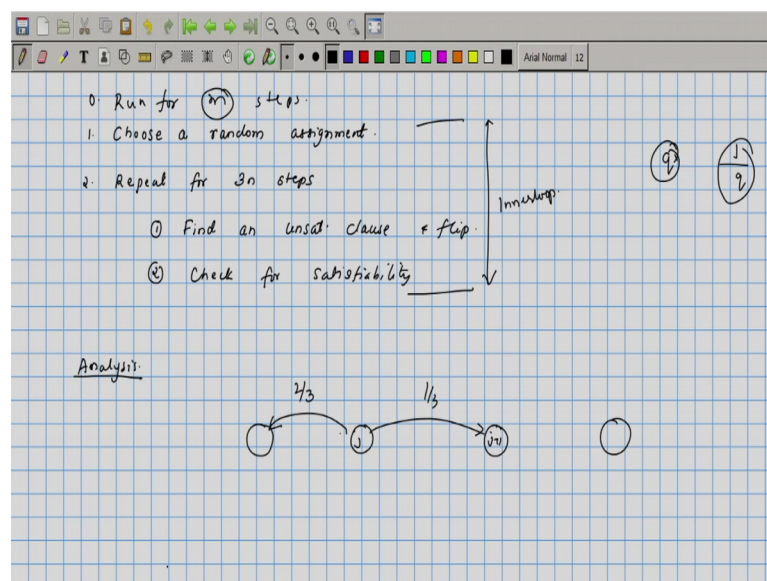 T
Arial Normal 12
0. Run for m steps.
1. Choose a random assignment.
2. Repeat for 3n steps
① Find an unsat. clause & flip.
② Check for satisfiability
Innerloop.
q
1
q
Analysis.
2/3
1/3
j
j+1